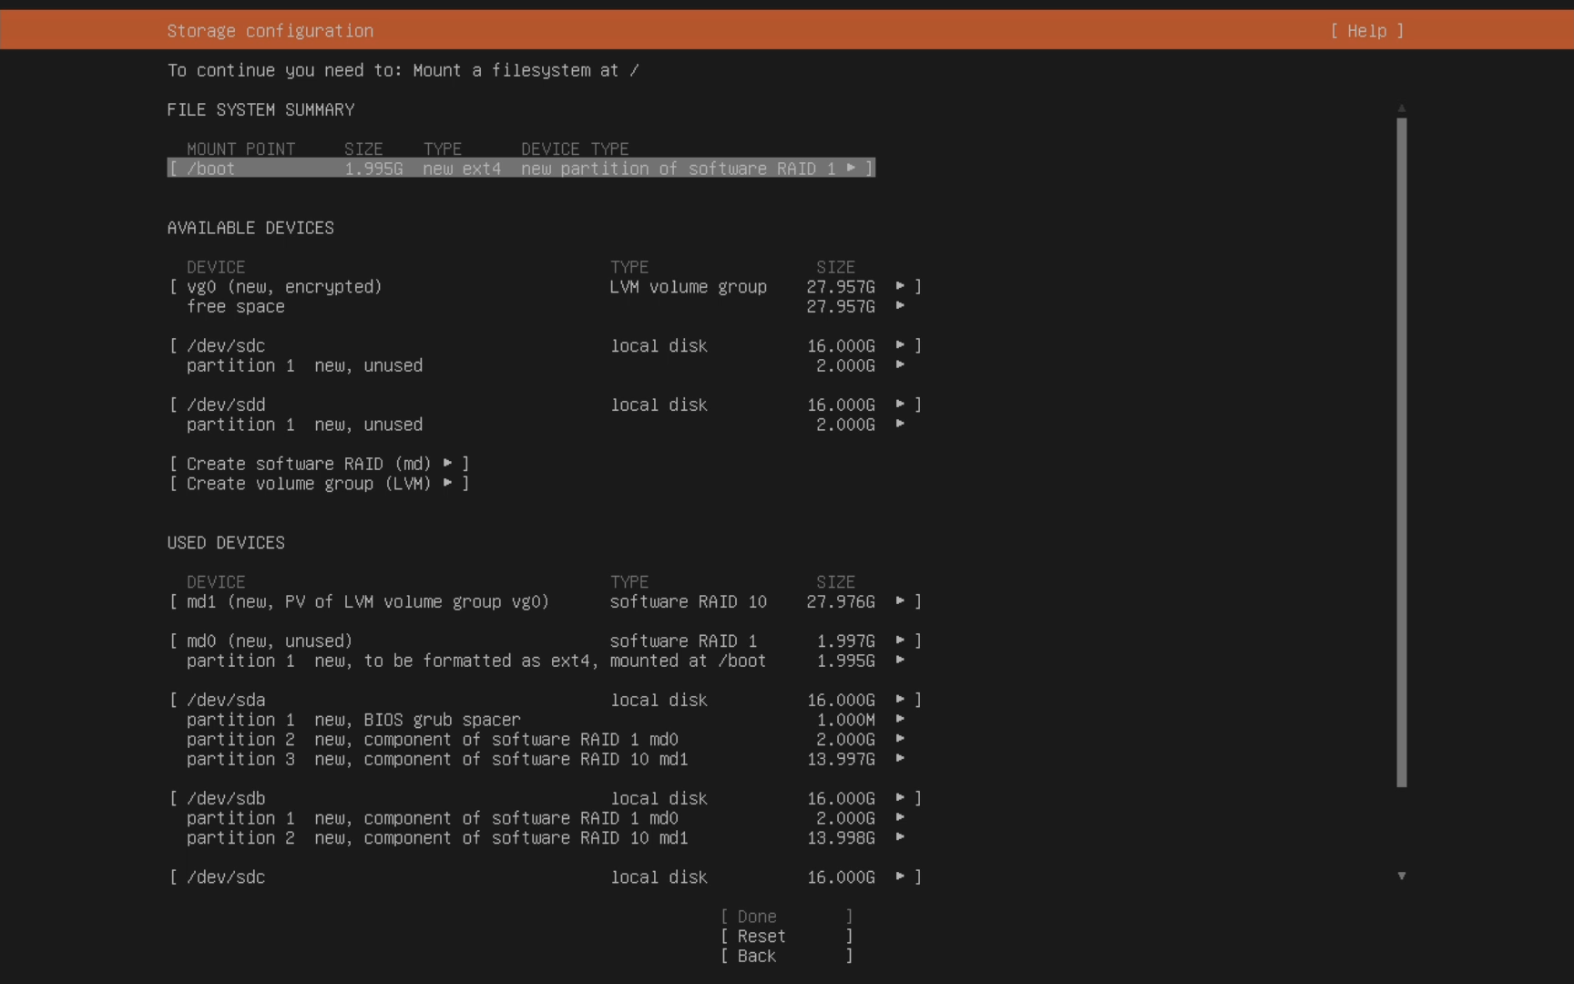 Storage configuration [ Help ]
To continue you need to: Mount a filesystem at /
FILE SYSTEM SUMMARY
MOUNT POINT SIZE TYPE DEVICE TYPE
[ /boot 1.995G new ext4 new partition of software RAID 1 ▸ ]
AVAILABLE DEVICES
DEVICE TYPE SIZE
[ vg0 (new, encrypted) LVM volume group 27.957G ▸ ]
free space 27.957G ▸
[ /dev/sdc local disk 16.000G ▸ ]
partition 1 new, unused 2.000G ▸
[ /dev/sdd local disk 16.000G ▸ ]
partition 1 new, unused 2.000G ▸
[ Create software RAID (md) ▸ ]
[ Create volume group (LVM) ▸ ]
USED DEVICES
DEVICE TYPE SIZE
[ md1 (new, PV of LVM volume group vg0) software RAID 10 27.976G ▸ ]
[ md0 (new, unused) software RAID 1 1.997G ▸ ]
partition 1 new, to be formatted as ext4, mounted at /boot 1.995G ▸
[ /dev/sda local disk 16.000G ▸ ]
partition 1 new, BIOS grub spacer 1.000M ▸
partition 2 new, component of software RAID 1 md0 2.000G ▸
partition 3 new, component of software RAID 10 md1 13.997G ▸
[ /dev/sdb local disk 16.000G ▸ ]
partition 1 new, component of software RAID 1 md0 2.000G ▸
partition 2 new, component of software RAID 10 md1 13.998G ▸
[ /dev/sdc local disk 16.000G ▸ ]
[ Done ]
[ Reset ]
[ Back ]